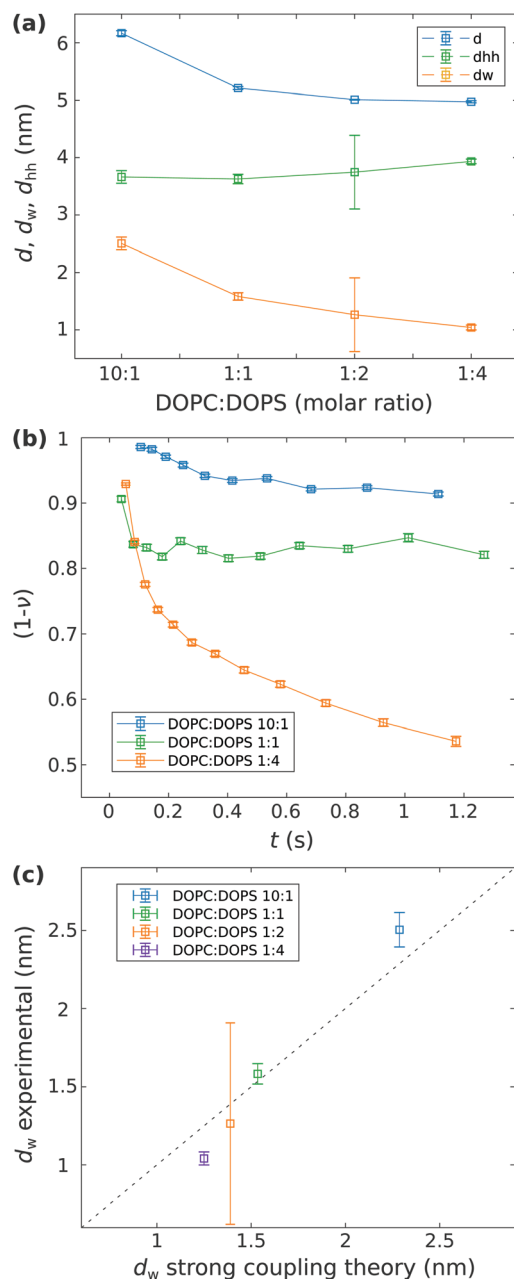 (a)
6
5
4
3
2
1
d, dw, dhh (nm)
d
dhh
dw
10:1 1:1 1:2 1:4
DOPC:DOPS (molar ratio)
(b)
1
0.9
0.8
0.7
0.6
0.5
(1-ν)
DOPC:DOPS 10:1
DOPC:DOPS 1:1
DOPC:DOPS 1:4
0 0.2 0.4 0.6 0.8 1 1.2
t (s)
(c)
DOPC:DOPS 10:1
DOPC:DOPS 1:1
DOPC:DOPS 1:2
DOPC:DOPS 1:4
2.5
2
1.5
1
dw experimental (nm)
1 1.5 2 2.5
dw strong coupling theory (nm)